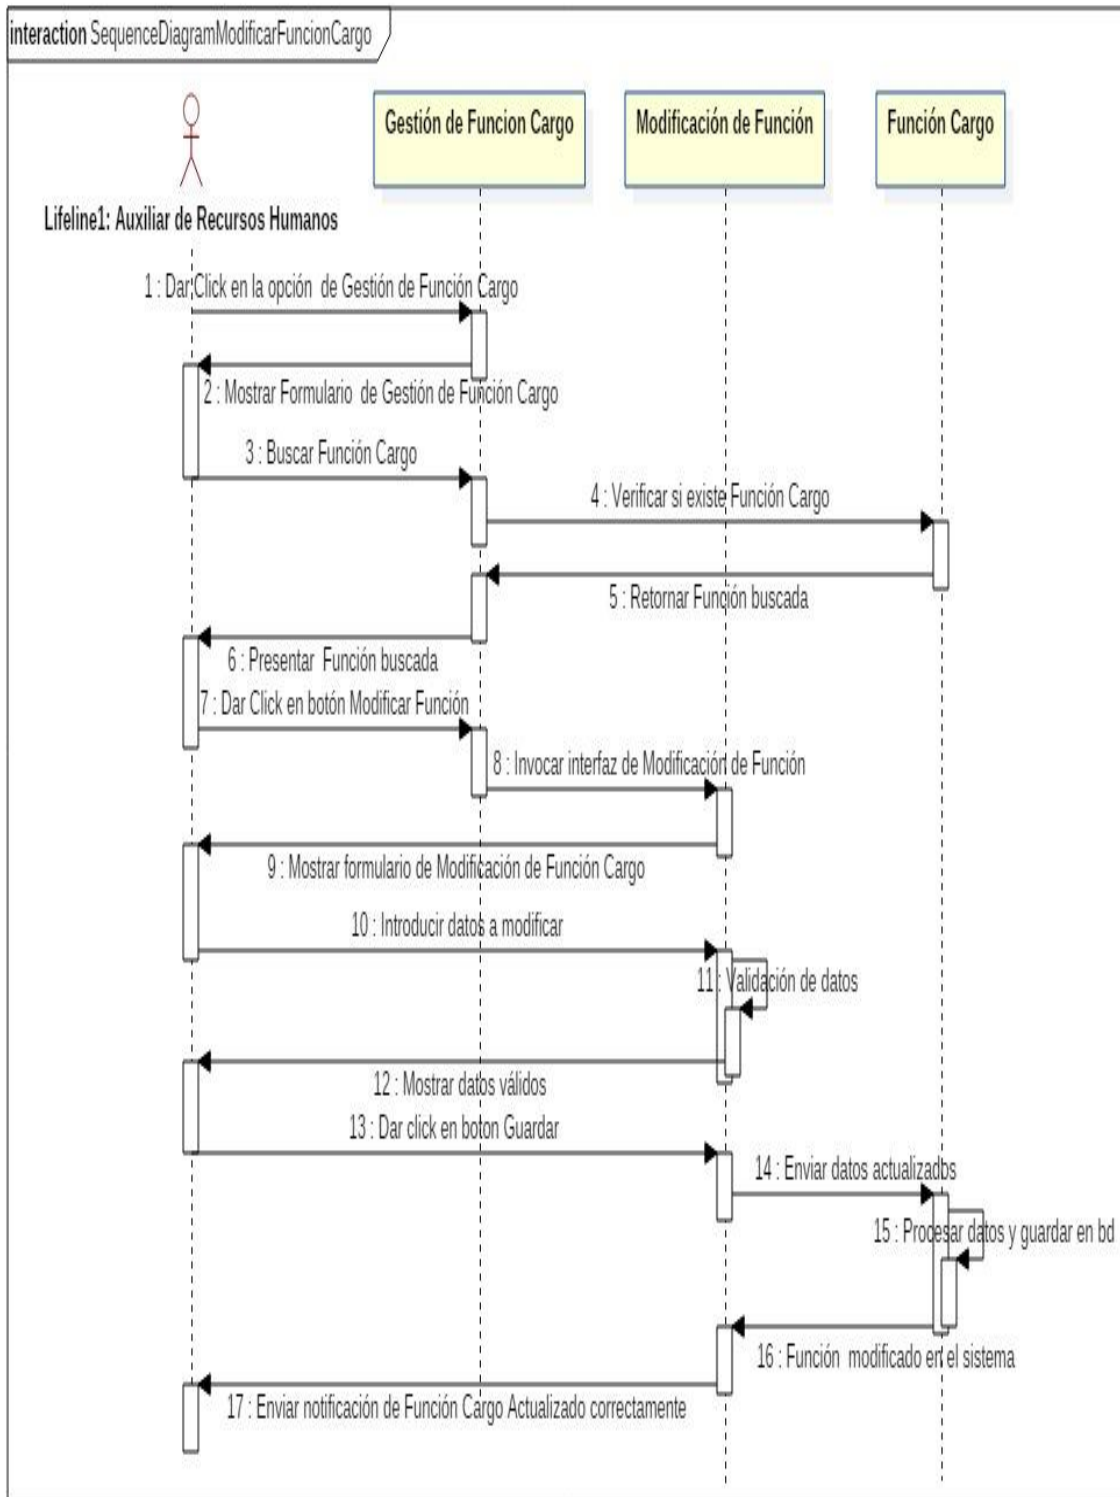 interaction SequenceDiagramModificarFuncionCargo
Gestión de Funcion Cargo
Modificación de Función
Función Cargo
Lifeline1: Auxiliar de Recursos Humanos
1 : Dar Click en la opción de Gestión de Función Cargo
2 : Mostrar Formulario de Gestión de Función Cargo
3 : Buscar Función Cargo
4 : Verificar si existe Función Cargo
5 : Retornar Función buscada
6 : Presentar Función buscada
7 : Dar Click en botón Modificar Función
8 : Invocar interfaz de Modificación de Función
9 : Mostrar formulario de Modificación de Función Cargo
10 : Introducir datos a modificar
11 : Validación de datos
12 : Mostrar datos válidos
13 : Dar click en boton Guardar
14 : Enviar datos actualizados
15 : Procesar datos y guardar en bd
16 : Función modificado en el sistema
17 : Enviar notificación de Función Cargo Actualizado correctamente